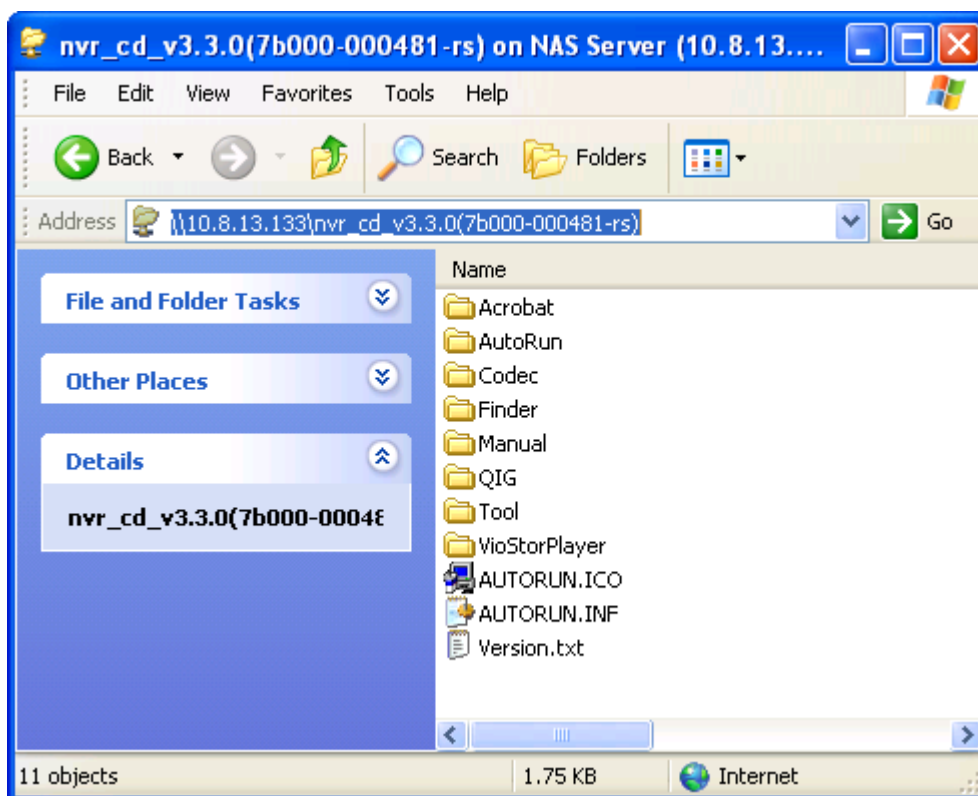 nvr_cd_v3.3.0(7b000-000481-rs) on NAS Server (10.8.13....
File Edit View Favorites Tools Help
Back Search Folders
Address \\10.8.13.133\nvr_cd_v3.3.0(7b000-000481-rs) Go
Name
File and Folder Tasks
Other Places
Details
nvr_cd_v3.3.0(7b000-00048
Acrobat
AutoRun
Codec
Finder
Manual
QIG
Tool
VioStorPlayer
AUTORUN.ICO
AUTORUN.INF
Version.txt
11 objects 1.75 KB Internet